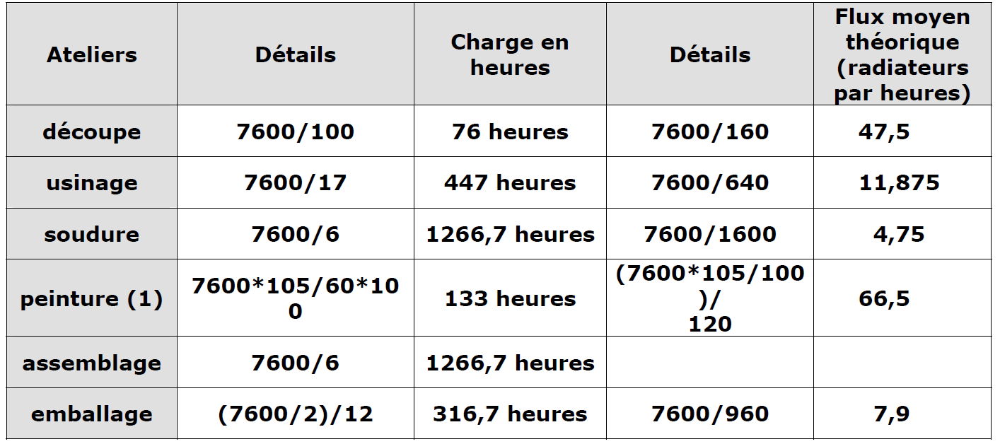 Ateliers
Détails
Charge en
heures
Détails
Flux moyen
théorique
(radiateurs
par heures)
découpe
7600/100
76 heures
7600/160
47,5
usinage
7600/17
447 heures
7600/640
11,875
soudure
7600/6
1266,7 heures
7600/1600
4,75
peinture (1)
7600*105/60*10
0
133 heures
(7600*105/100
)/
120
66,5
assemblage
7600/6
1266,7 heures
emballage
(7600/2)/12
316,7 heures
7600/960
7,9